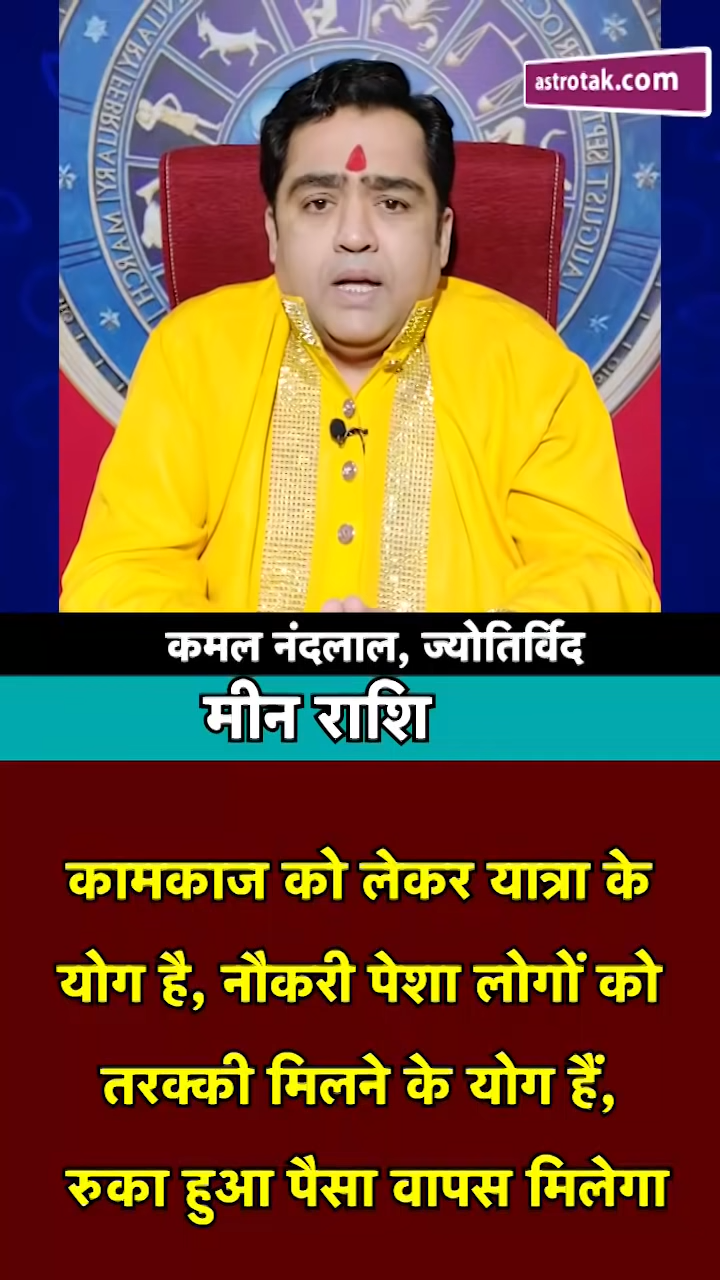 astrotak.com
कमल नंदलाल, ज्योतिर्विद
मीन राशि
कामकाज को लेकर यात्रा के
योग है, नौकरी पेशा लोगों को
तरक्की मिलने के योग हैं,
रुका हुआ पैसा वापस मिलेगा